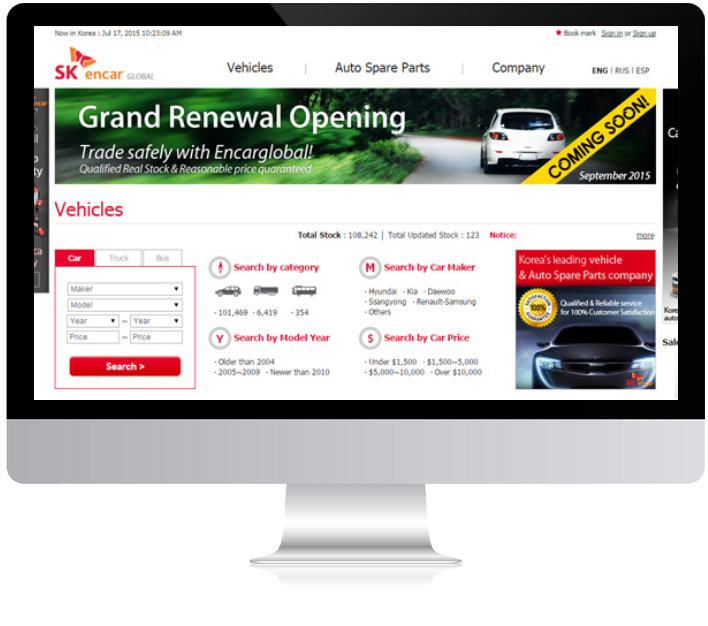 Now in Korea : Jul 17, 2015 10:23:09 AM
★ Book mark Sign in or Sign up
SK encar GLOBAL
Vehicles | Auto Spare Parts | Company
ENG | RUS | ESP
Grand Renewal Opening
Trade safely with Encarglobal!
Qualified Real Stock & Reasonable price quaranteed
COMING SOON!
September 2015
Vehicles
Total Stock : 108,242 | Total Updated Stock : 123 Notice: more
Car Truck Bus
Maker
Model
Year ~ Year
Price ~ Price
Search >
Search by category
· 101,469 · 6,419 · 354
Y Search by Model Year
· Older than 2004
· 2005~2009 · Newer than 2010
M Search by Car Maker
· Hyundai · Kia · Daewoo
· Ssangyong · Renault-Samsung
· Others
$ Search by Car Price
· Under $1,500 · $1,500~5,000
· $5,000~10,000 · Over $10,000
Korea's leading vehicle
& Auto Spare Parts company
SATISFACTION
100%
GUARANTEE
Qualified & Reliable service
for 100% Customer Satisfaction
SK encar